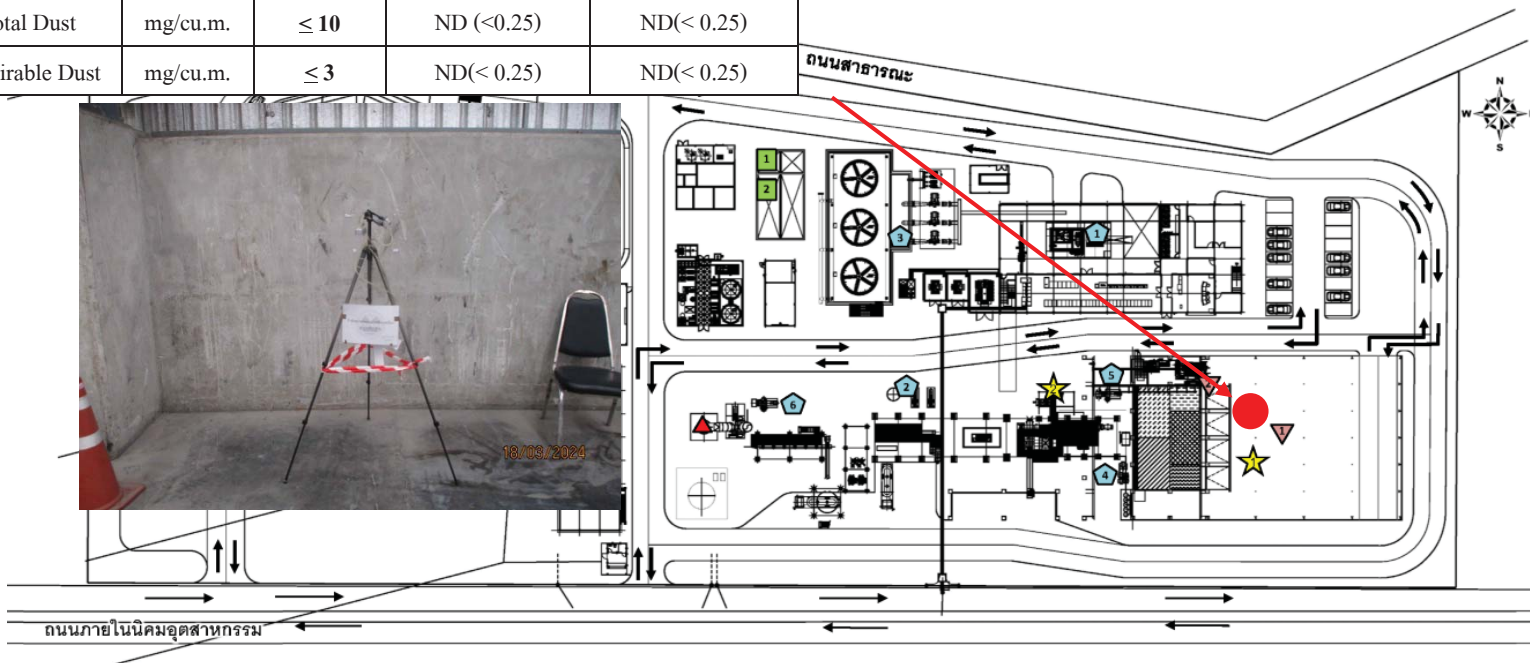 otal Dust mg/cu.m. ≤ 10 ND (<0.25) ND(< 0.25)
irable Dust mg/cu.m. ≤ 3 ND(< 0.25) ND(< 0.25)
ถนนสาธารณะ
N
W
S
1
2
3
1
2
5
2
6
2
1
4
1
18/09/2024
ถนนภายในนิคมอุตสาหกรรม